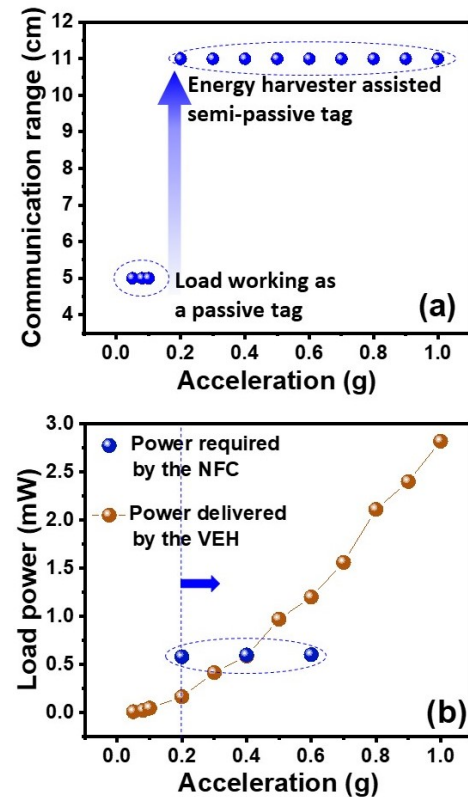 Communication range (cm)
12
11
10
9
8
7
6
5
4
Energy harvester assisted
semi-passive tag
Load working as
a passive tag
(a)
0.0 0.2 0.4 0.6 0.8 1.0
Acceleration (g)
Load power (mW)
3.0
2.5
2.0
1.5
1.0
0.5
0.0
Power required
by the NFC
Power delivered
by the VEH
(b)
0.0 0.2 0.4 0.6 0.8 1.0
Acceleration (g)